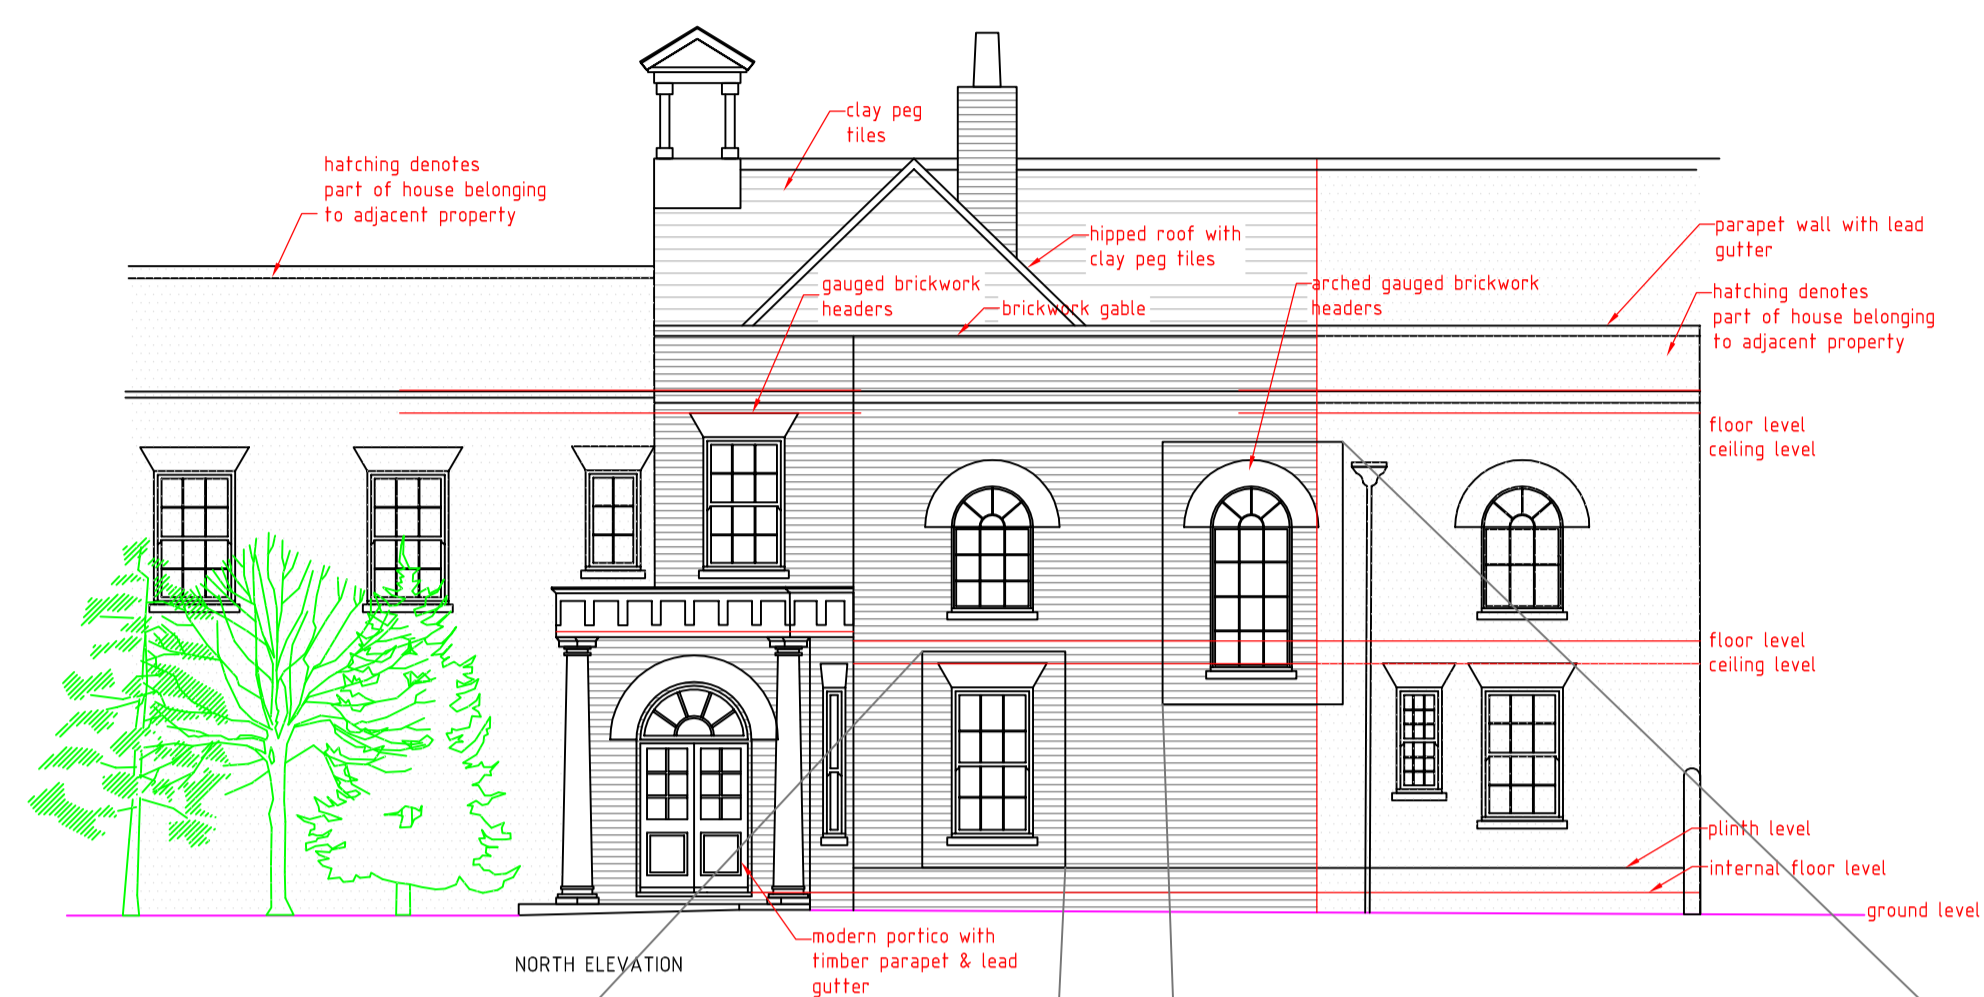 clay peg
tiles
hatching denotes
part of house belonging
to adjacent property
hipped roof with
clay peg tiles
parapet wall with lead
gutter
gauged brickwork
headers
brickwork gable
arched gauged brickwork
headers
hatching denotes
part of house belonging
to adjacent property
floor level
ceiling level
floor level
ceiling level
plinth level
internal floor level
ground level
modern portico with
timber parapet & lead
gutter
NORTH ELEVATION